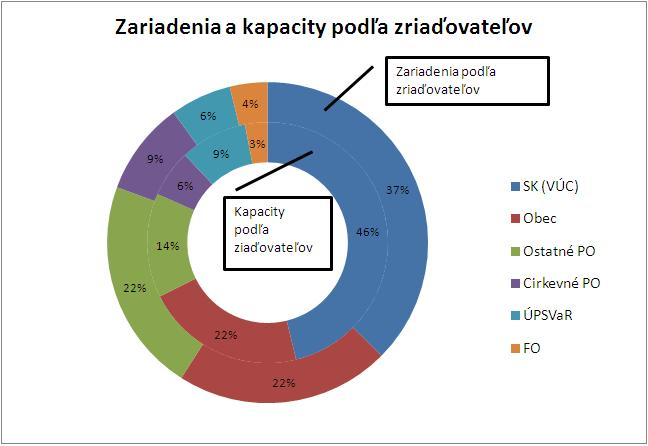 Zariadenia a kapacity podľa zriaďovateľov
Zariadenia podľa
zriaďovateľov
4%
6%
9%
3%
9%
6%
37%
Kapacity
podľa
ziaďovateľov
46%
14%
22%
22%
22%
SK (VÚC)
Obec
Ostatné PO
Cirkevné PO
ÚPSVaR
FO